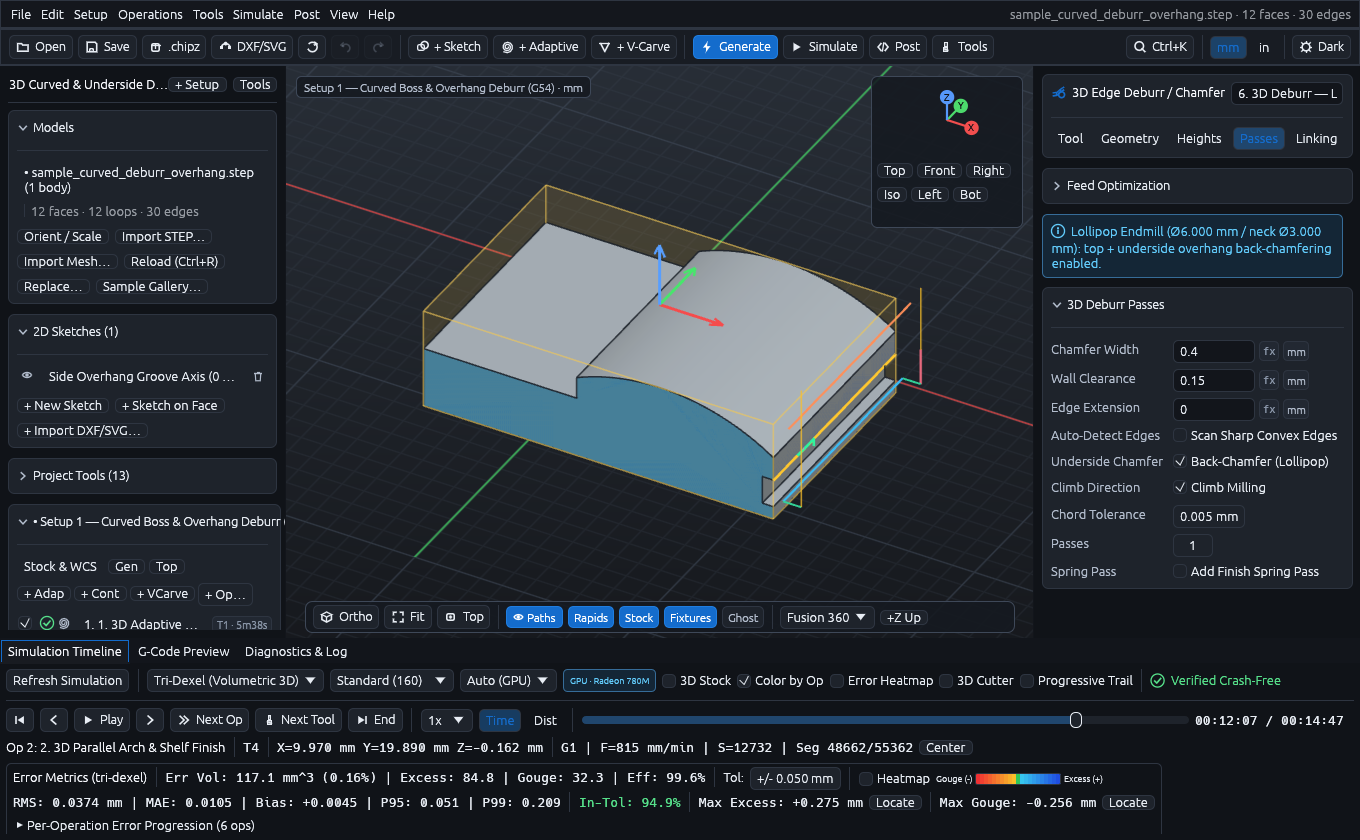 File Edit Setup Operations Tools Simulate Post View Help
sample_curved_deburr_overhang.step · 12 faces · 30 edges
Open Save .chipz DXF/SVG + Sketch + Adaptive + V-Carve Generate Simulate Post Tools Ctrl+K mm in Dark
3D Curved & Underside D... + Setup Tools
Models
• sample_curved_deburr_overhang.step
(1 body)
12 faces · 12 loops · 30 edges
Orient / Scale Import STEP...
Import Mesh... Reload (Ctrl+R)
Replace... Sample Gallery...
2D Sketches (1)
Side Overhang Groove Axis (0 ...
+ New Sketch + Sketch on Face
+ Import DXF/SVG...
Project Tools (13)
• Setup 1 — Curved Boss & Overhang Deburr
Stock & WCS Gen Top
+ Adap + Cont + VCarve + Op...
1. 1. 3D Adaptive ... T1 · 5m38s
Setup 1 — Curved Boss & Overhang Deburr (G54) · mm
Z
Y
X
Top Front Right
Iso Left Bot
Ortho Fit Top Paths Rapids Stock Fixtures Ghost Fusion 360 +Z Up
3D Edge Deburr / Chamfer 6. 3D Deburr — L
Tool Geometry Heights Passes Linking
Feed Optimization
Lollipop Endmill (Ø6.000 mm / neck Ø3.000
mm): top + underside overhang back-chamfering
enabled.
3D Deburr Passes
Chamfer Width 0.4 fx mm
Wall Clearance 0.15 fx mm
Edge Extension 0 fx mm
Auto-Detect Edges Scan Sharp Convex Edges
Underside Chamfer Back-Chamfer (Lollipop)
Climb Direction Climb Milling
Chord Tolerance 0.005 mm
Passes 1
Spring Pass Add Finish Spring Pass
Simulation Timeline G-Code Preview Diagnostics & Log
Refresh Simulation Tri-Dexel (Volumetric 3D) Standard (160) Auto (GPU) GPU · Radeon 780M 3D Stock Color by Op Error Heatmap 3D Cutter Progressive Trail Verified Crash-Free
Play Next Op Next Tool End 1x Time Dist 00:12:07 / 00:14:47
Op 2: 2. 3D Parallel Arch & Shelf Finish T4 X=9.970 mm Y=19.890 mm Z=-0.162 mm G1 | F=815 mm/min | S=12732 | Seg 48662/55362 Center
Error Metrics (tri-dexel) Err Vol: 117.1 mm^3 (0.16%) | Excess: 84.8 | Gouge: 32.3 | Eff: 99.6% Tol: +/- 0.050 mm Heatmap Gouge (-) Excess (+)
RMS: 0.0374 mm | MAE: 0.0105 | Bias: +0.0045 | P95: 0.051 | P99: 0.209 In-Tol: 94.9% Max Excess: +0.275 mm Locate Max Gouge: -0.256 mm Locate
Per-Operation Error Progression (6 ops)